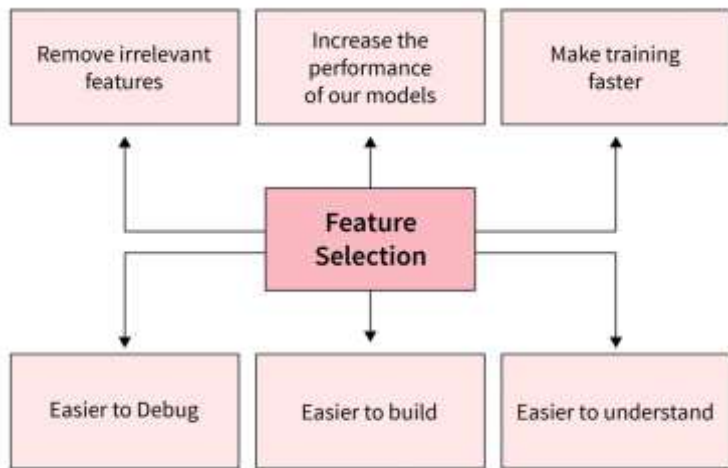 Remove irrelevant
features
Increase the
performance
of our models
Make training
faster
Feature
Selection
Easier to Debug
Easier to build
Easier to understand